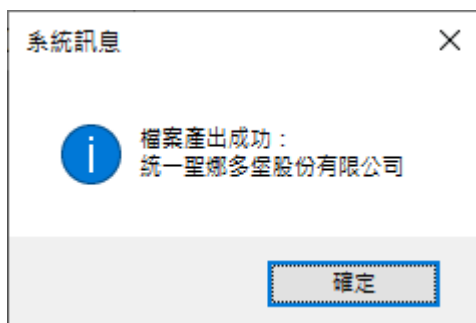 系統訊息
檔案產出成功：
統一聖娜多堡股份有限公司
確定